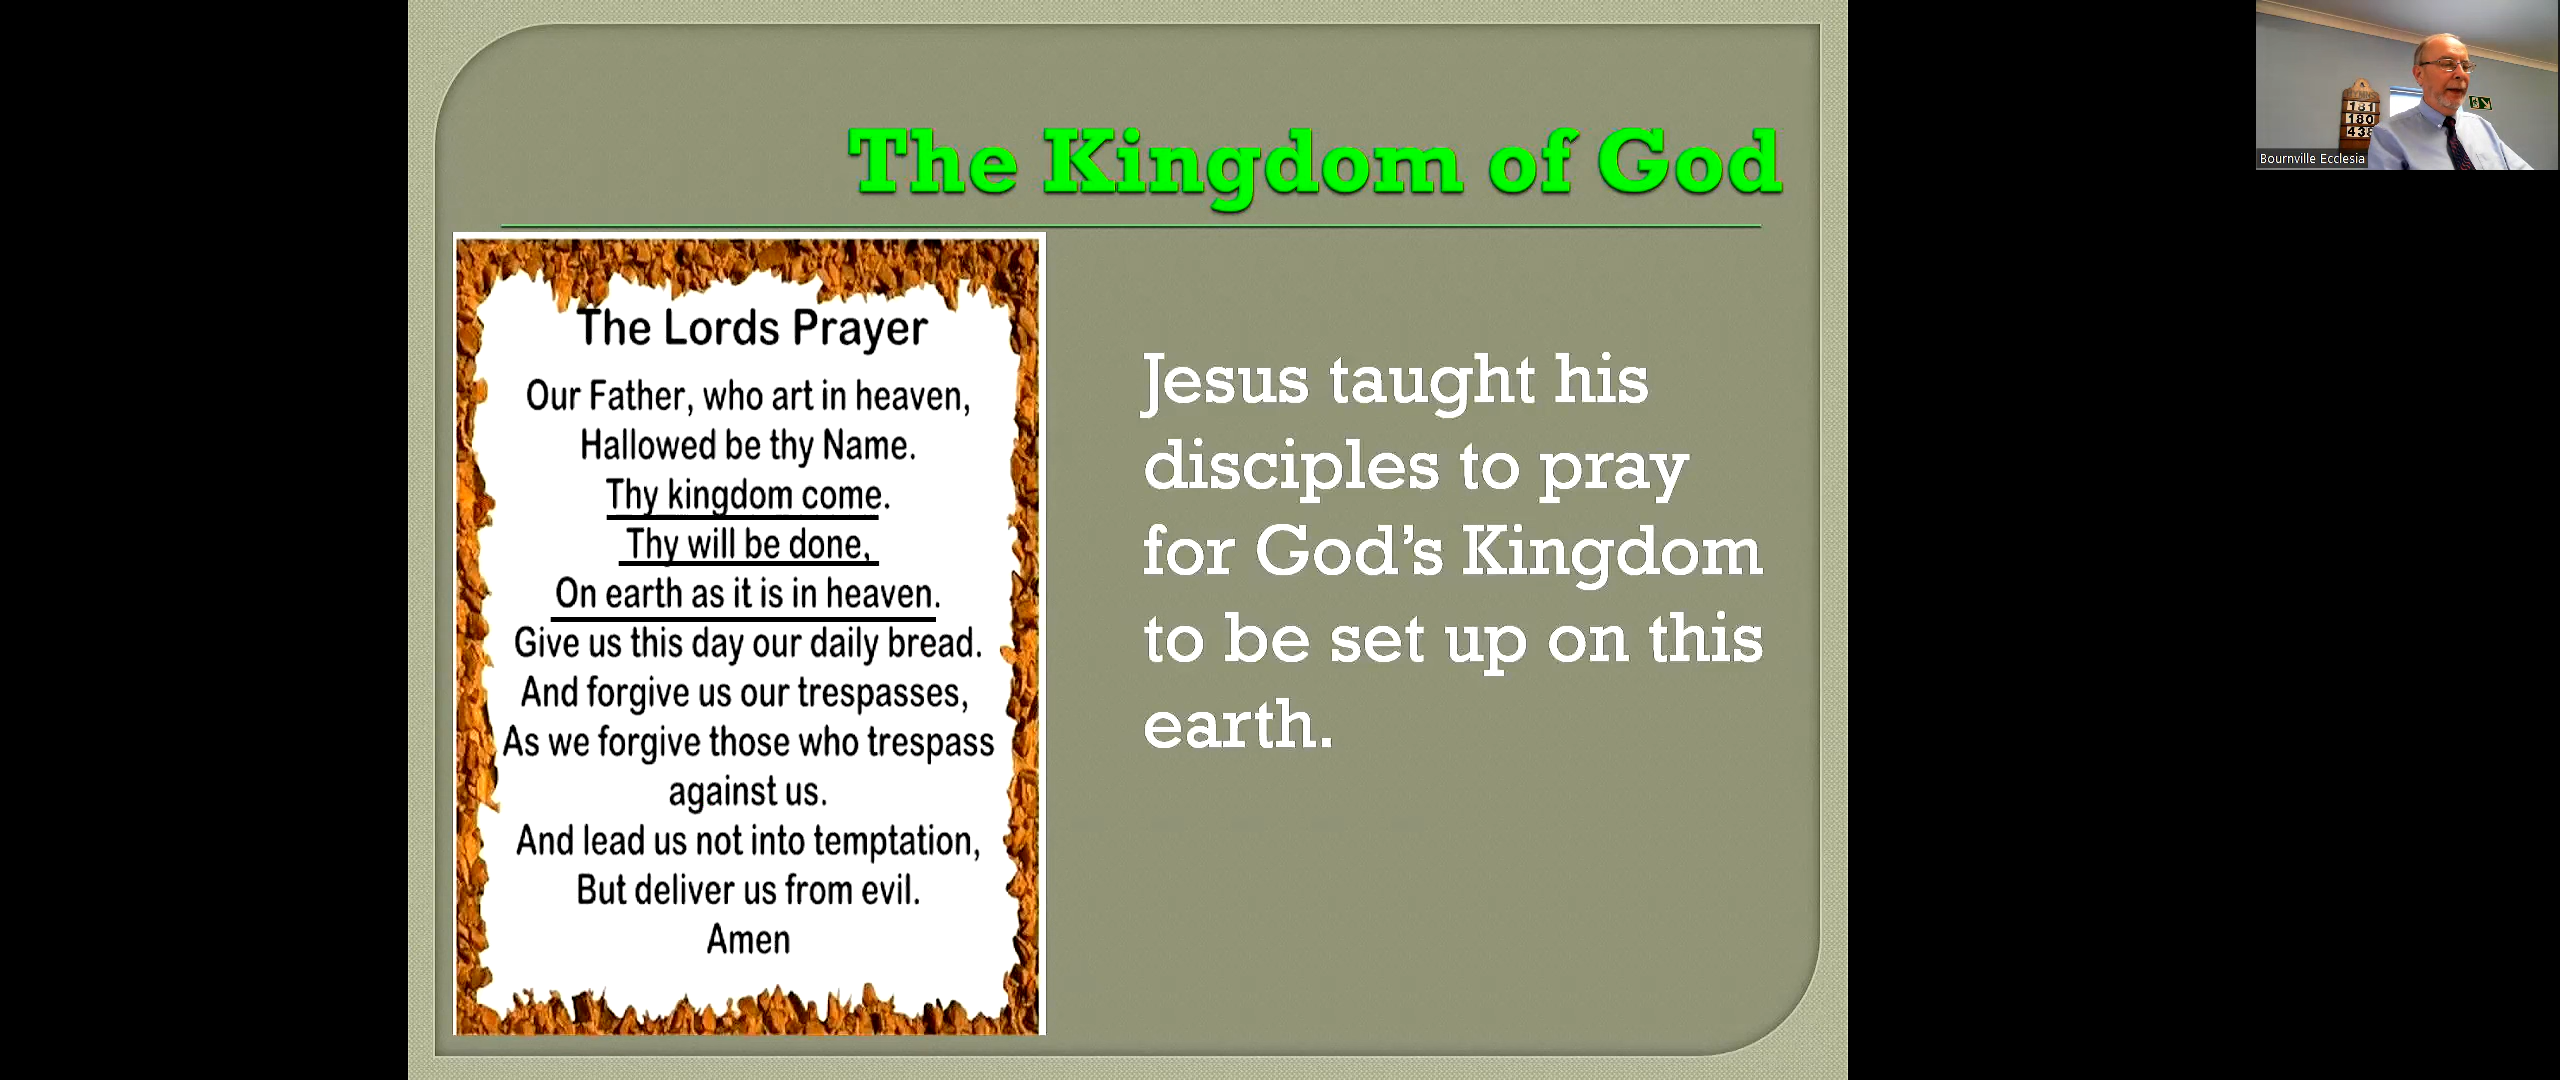 The Kingdom of God
The Lords Prayer
Our Father, who art in heaven,
Hallowed be thy Name.
Thy kingdom come.
Thy will be done,
On earth as it is in heaven.
Give us this day our daily bread.
And forgive us our trespasses,
As we forgive those who trespass
against us.
And lead us not into temptation,
But deliver us from evil.
Amen
Jesus taught his
disciples to pray
for God’s Kingdom
to be set up on this
earth.
HYMNS
181
180
Bournville Ecclesia